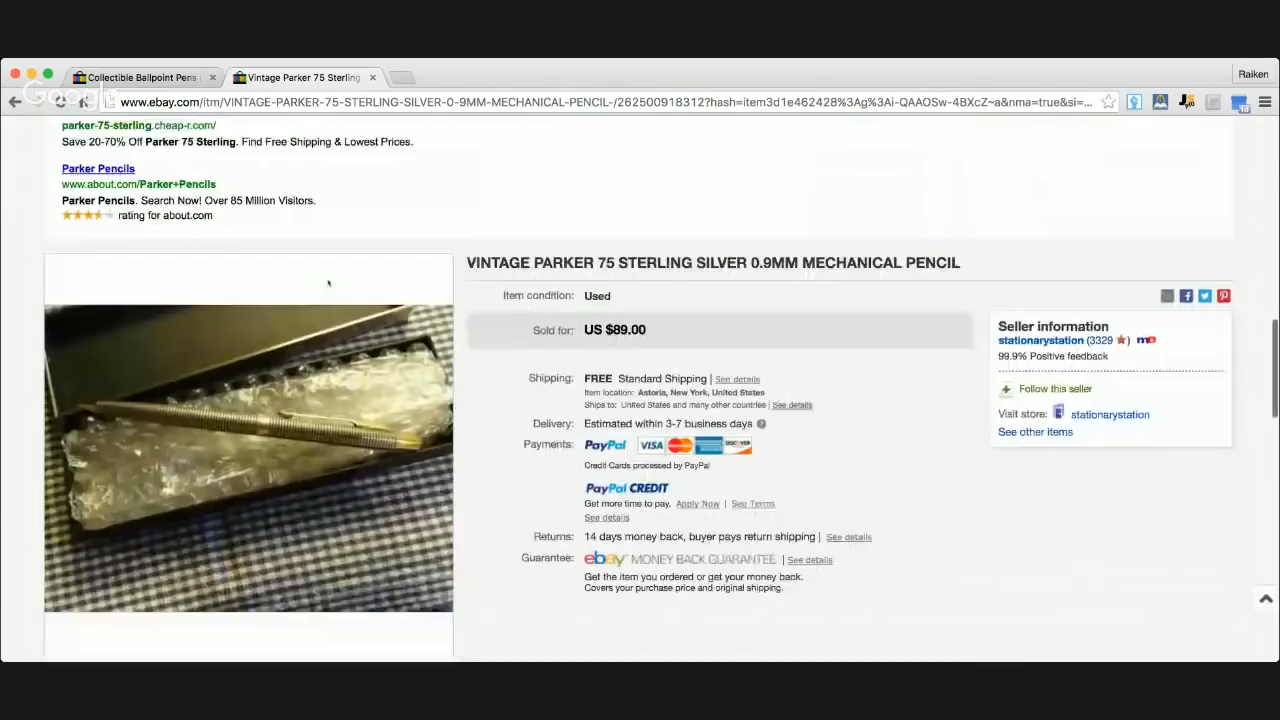 Collectible Ballpoint Pens
Vintage Parker 75 Sterling
Raiken
Google
www.ebay.com/itm/VINTAGE-PARKER-75-STERLING-SILVER-0-9MM-MECHANICAL-PENCIL-/262500918312?hash=item3d1e462428%3Ag%3Ai-QAAOSw-4BXcZ~a&nma=true&si=...
parker-75-sterling.cheap-r.com/
Save 20-70% Off Parker 75 Sterling. Find Free Shipping & Lowest Prices.
Parker Pencils
www.about.com/Parker+Pencils
Parker Pencils. Search Now! Over 85 Million Visitors.
rating for about.com
VINTAGE PARKER 75 STERLING SILVER 0.9MM MECHANICAL PENCIL
Item condition: Used
Sold for: US $89.00
Shipping: FREE Standard Shipping | See details
Item location: Astoria, New York, United States
Ships to: United States and many other countries | See details
Delivery: Estimated within 3-7 business days
Payments: PayPal VISA MasterCard DISCOVER
Credit Cards processed by PayPal
PayPal CREDIT
Get more time to pay. Apply Now | See Terms
See details
Returns: 14 days money back, buyer pays return shipping | See details
Guarantee: ebay MONEY BACK GUARANTEE | See details
Get the item you ordered or get your money back.
Covers your purchase price and original shipping.
Seller information
stationarystation (3329 ) me
99.9% Positive feedback
Follow this seller
Visit store: stationarystation
See other items